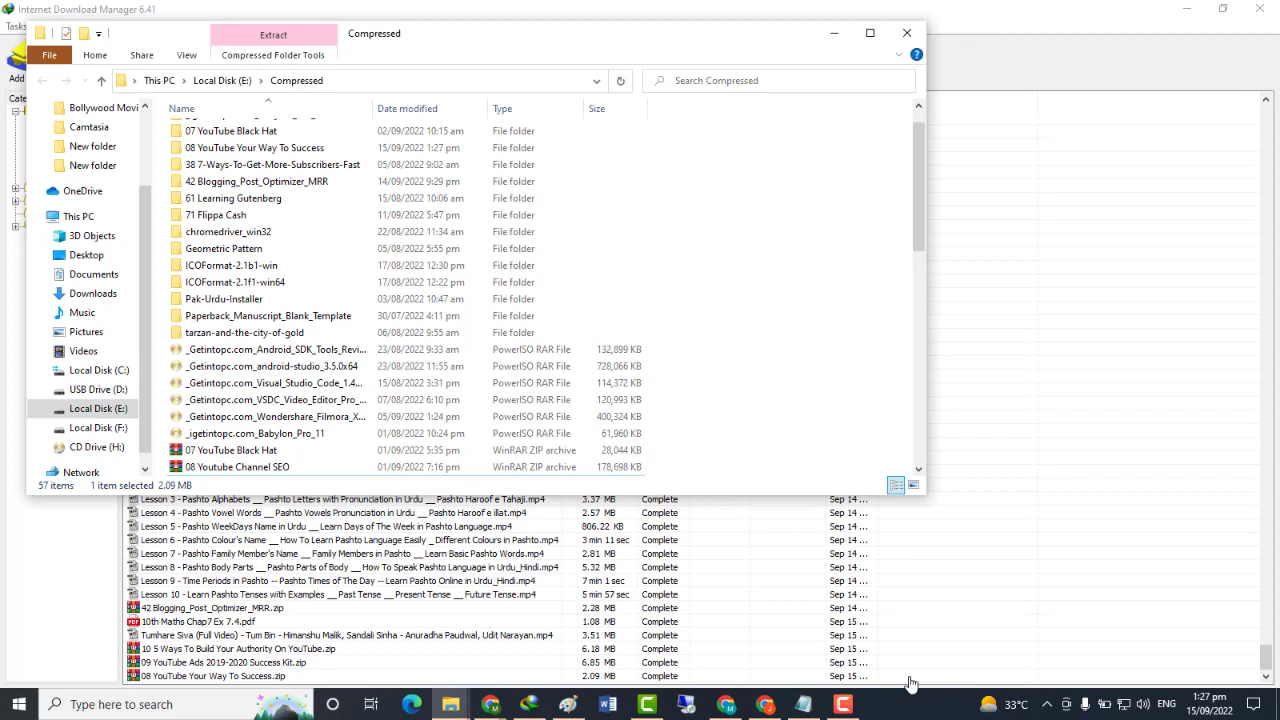 Internet Download Manager 6.41
Tasks
Extract
Compressed
File
Home
Share
View
Compressed Folder Tools
Add
This PC
Local Disk (E:)
Compressed
Search Compressed
Cate
Name
Date modified
Type
Size
Bollywood Movi
Camtasia
New folder
New folder
OneDrive
This PC
3D Objects
Desktop
Documents
Downloads
Music
Pictures
Videos
Local Disk (C:)
USB Drive (D:)
Local Disk (E:)
Local Disk (F:)
CD Drive (H:)
Network
07 YouTube Black Hat 02/09/2022 10:15 am File folder
08 YouTube Your Way To Success 15/09/2022 1:27 pm File folder
38 7-Ways-To-Get-More-Subscribers-Fast 05/08/2022 9:02 am File folder
42 Blogging_Post_Optimizer_MRR 14/09/2022 9:29 pm File folder
61 Learning Gutenberg 15/08/2022 10:06 am File folder
71 Flippa Cash 11/09/2022 5:47 pm File folder
chromedriver_win32 22/08/2022 11:34 am File folder
Geometric Pattern 05/08/2022 5:55 pm File folder
ICOFormat-2.1b1-win 17/08/2022 12:30 pm File folder
ICOFormat-2.1f1-win64 17/08/2022 12:22 pm File folder
Pak-Urdu-Installer 03/08/2022 10:47 am File folder
Paperback_Manuscript_Blank_Template 30/07/2022 4:11 pm File folder
tarzan-and-the-city-of-gold 06/08/2022 9:55 am File folder
_Getintopc.com_Android_SDK_Tools_Revi... 23/08/2022 9:33 am PowerISO RAR File 132,899 KB
_Getintopc.com_android-studio_3.5.0x64 23/08/2022 11:55 am PowerISO RAR File 728,066 KB
_Getintopc.com_Visual_Studio_Code_1.4... 15/08/2022 3:31 pm PowerISO RAR File 114,372 KB
_Getintopc.com_VSDC_Video_Editor_Pro_... 07/08/2022 6:10 pm PowerISO RAR File 120,993 KB
_Getintopc.com_Wondershare_Filmora_X... 05/09/2022 1:24 pm PowerISO RAR File 400,324 KB
_igetintopc.com_Babylon_Pro_11 01/08/2022 10:24 pm PowerISO RAR File 61,960 KB
07 YouTube Black Hat 01/09/2022 5:35 pm WinRAR ZIP archive 28,044 KB
08 Youtube Channel SEO 01/09/2022 7:16 pm WinRAR ZIP archive 178,698 KB
57 items 1 item selected 2.09 MB
Lesson 3 - Pashto Alphabets __ Pashto Letters with Pronunciation in Urdu __ Pashto Haroof e Tahaji.mp4 3.37 MB Complete Sep 14 ...
Lesson 4 - Pashto Vowel Words __ Pashto Vowels Pronunciation in Urdu __ Pashto Haroof e illat.mp4 2.57 MB Complete Sep 14 ...
Lesson 5 - Pashto WeekDays Name in Urdu __ Learn Days of The Week in Pashto Language.mp4 806.22 KB Complete Sep 14 ...
Lesson 6 - Pashto Colour's Name __ How To Learn Pashto Language Easily _ Different Colours in Pashto.mp4 3 min 11 sec Complete Sep 14 ...
Lesson 7 - Pashto Family Member's Name __ Family Members in Pashto __ Learn Basic Pashto Words.mp4 2.81 MB Complete Sep 14 ...
Lesson 8 - Pashto Body Parts __ Pashto Parts of Body __ How To Speak Pashto Language in Urdu_Hindi.mp4 5.32 MB Complete Sep 14 ...
Lesson 9 - Time Periods in Pashto -- Pashto Times of The Day -- Learn Pashto Online in Urdu_Hindi.mp4 7 min 1 sec Complete Sep 14 ...
Lesson 10 - Learn Pashto Tenses with Examples __ Past Tense __ Present Tense __ Future Tense.mp4 5 min 57 sec Complete Sep 14 ...
42 Blogging_Post_Optimizer_MRR.zip 2.28 MB Complete Sep 14 ...
10th Maths Chap7 Ex 7.4.pdf 1.08 MB Complete Sep 15 ...
Tumhare Siva (Full Video) - Tum Bin - Himanshu Malik, Sandali Sinha - Anuradha Paudwal, Udit Narayan.mp4 3.51 MB Complete Sep 15 ...
10 5 Ways To Build Your Authority On YouTube.zip 6.18 MB Complete Sep 15 ...
09 YouTube Ads 2019-2020 Success Kit.zip 6.85 MB Complete Sep 15 ...
08 YouTube Your Way To Success.zip 2.09 MB Complete Sep 15 ...
Type here to search
33°C
ENG
1:27 pm
15/09/2022